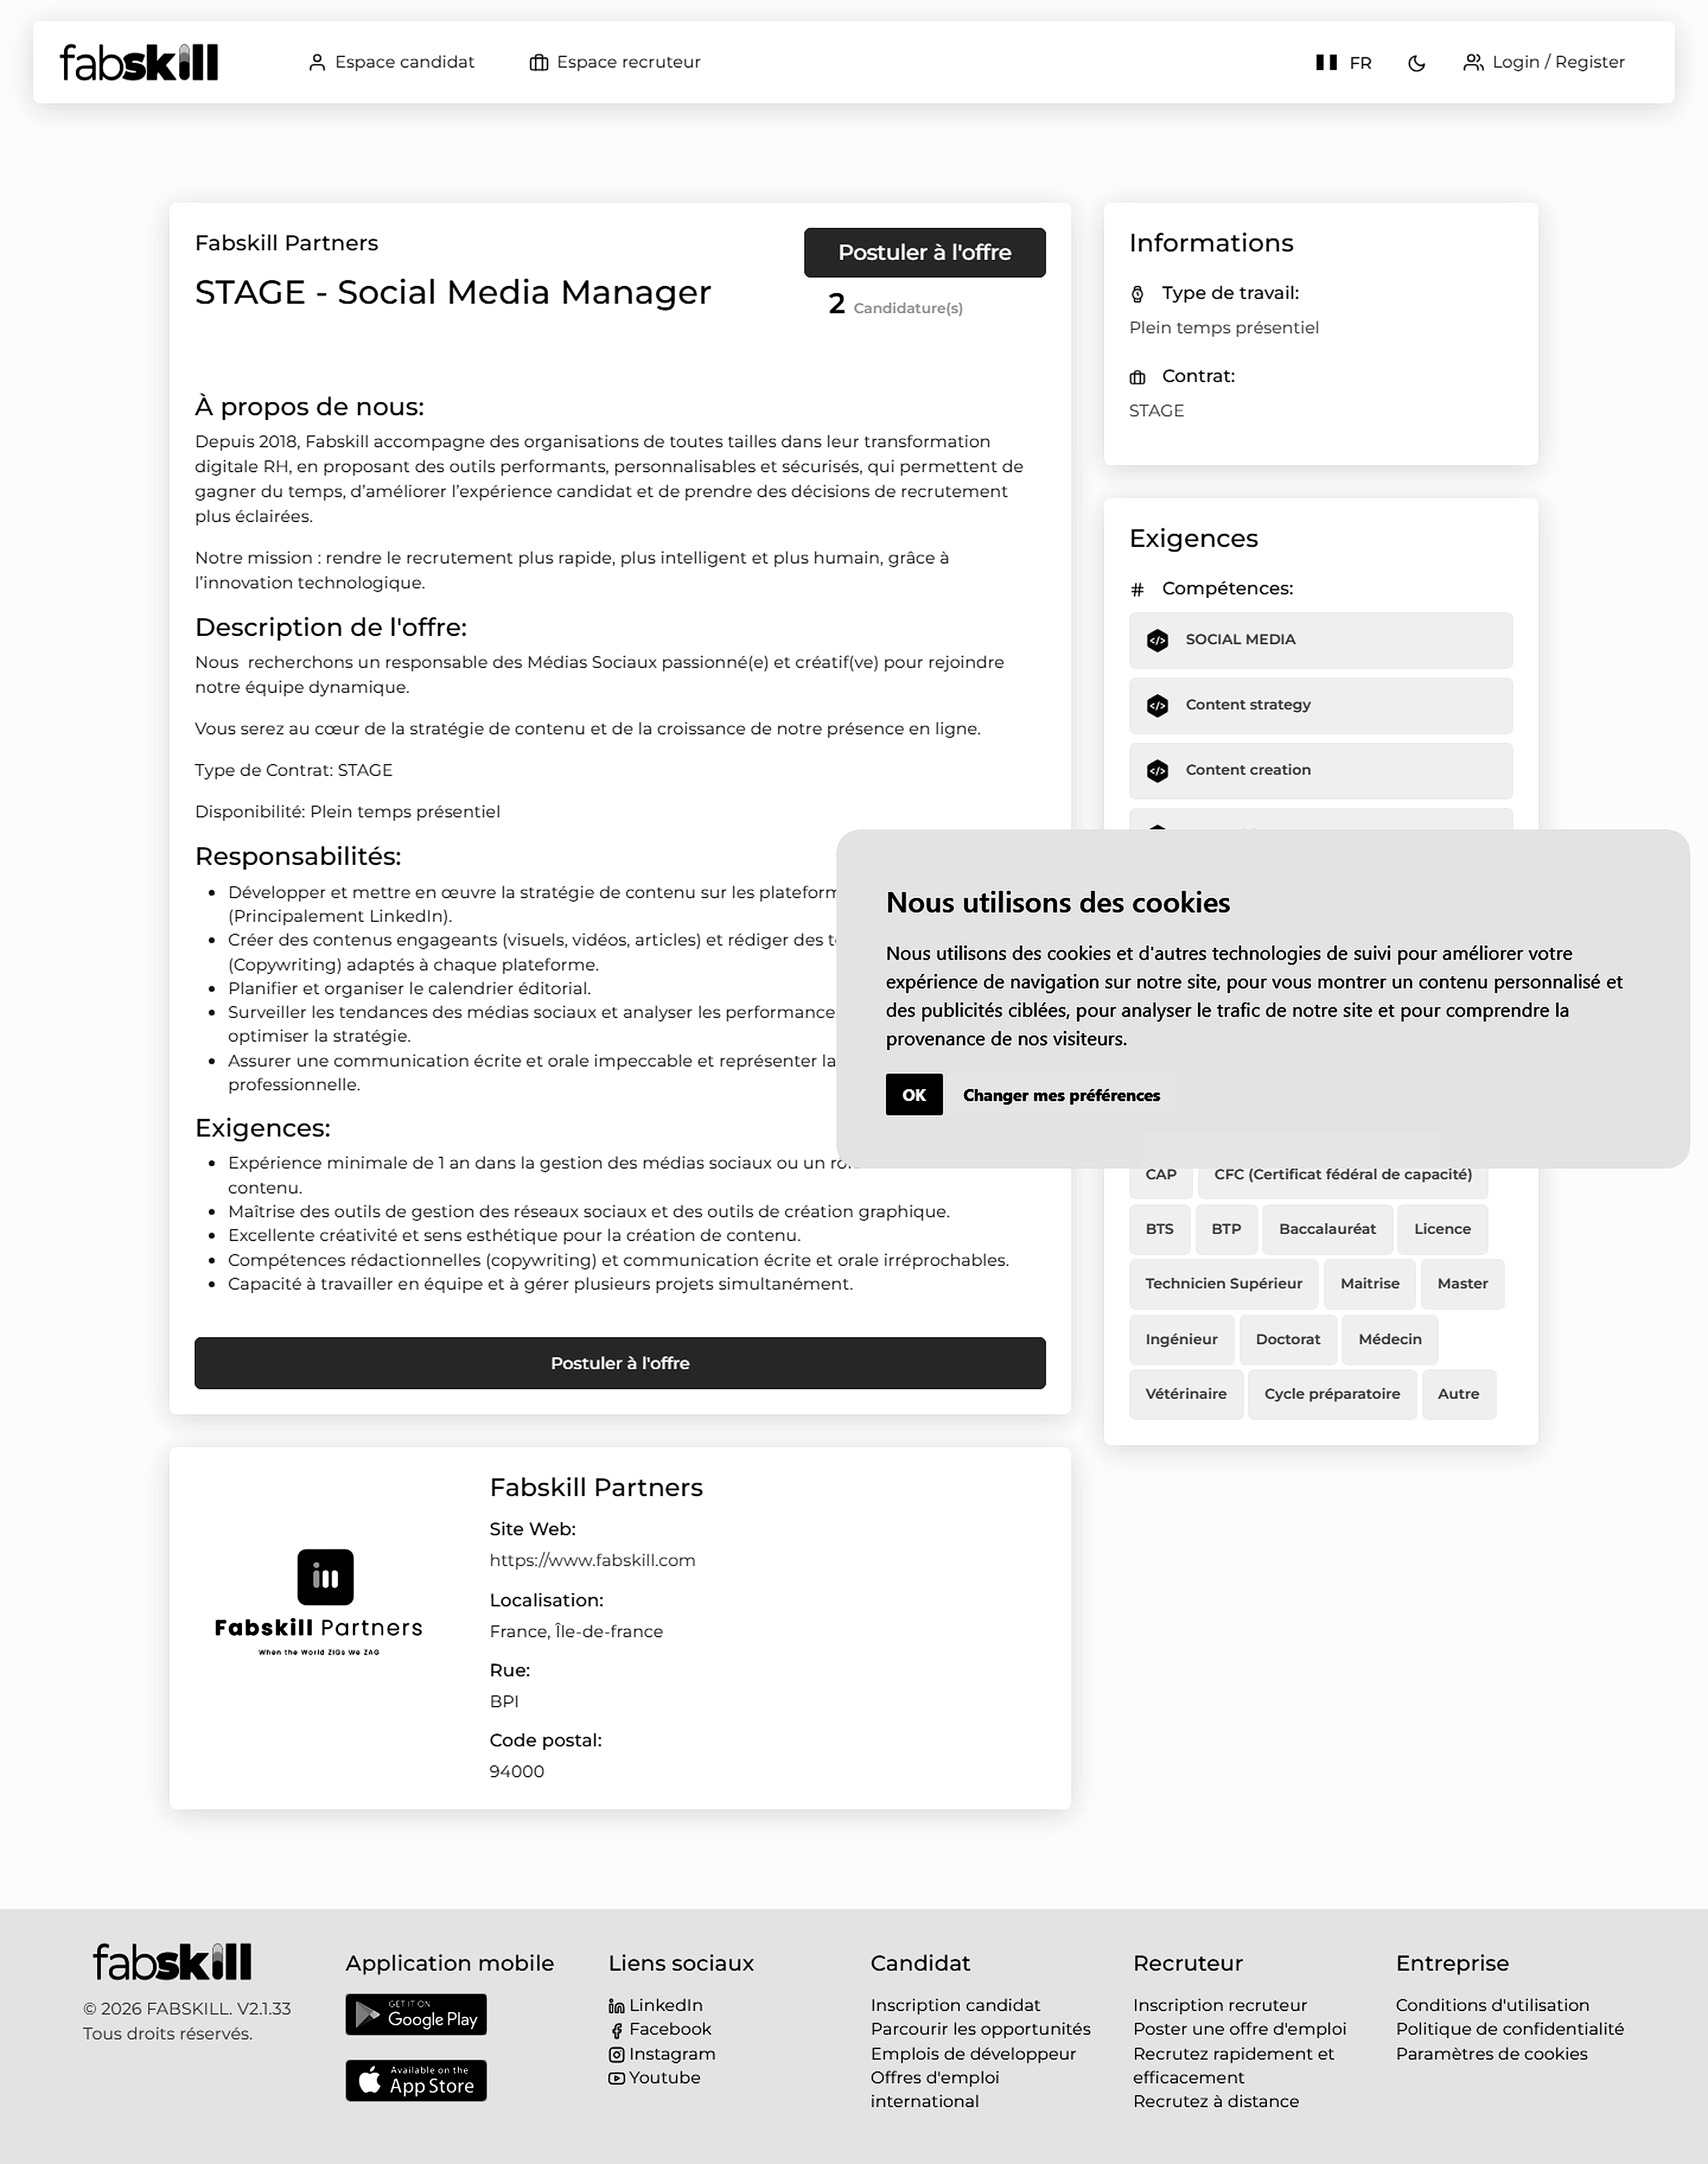 fabskill
Espace candidat
Espace recruteur
FR
Login / Register
Fabskill Partners
Postuler à l'offre
STAGE - Social Media Manager
2 Candidature(s)
À propos de nous:
Depuis 2018, Fabskill accompagne des organisations de toutes tailles dans leur transformation
digitale RH, en proposant des outils performants, personnalisables et sécurisés, qui permettent de
gagner du temps, d’améliorer l’expérience candidat et de prendre des décisions de recrutement
plus éclairées.
Notre mission : rendre le recrutement plus rapide, plus intelligent et plus humain, grâce à
l’innovation technologique.
Description de l'offre:
Nous  recherchons un responsable des Médias Sociaux passionné(e) et créatif(ve) pour rejoindre
notre équipe dynamique.
Vous serez au cœur de la stratégie de contenu et de la croissance de notre présence en ligne.
Type de Contrat: STAGE
Disponibilité: Plein temps présentiel
Responsabilités:
Développer et mettre en œuvre la stratégie de contenu sur les
(Principalement LinkedIn).
Créer des contenus engageants (visuels, vidéos, articles) et rédiger des
(Copywriting) adaptés à chaque plateforme.
Planifier et organiser le calendrier éditorial.
Surveiller les tendances des médias sociaux et analyser les performance
optimiser la stratégie.
Assurer une communication écrite et orale impeccable et représenter la
professionnelle.
Exigences:
Expérience minimale de 1 an dans la gestion des médias sociaux ou un
contenu.
Maîtrise des outils de gestion des réseaux sociaux et des outils de création graphique.
Excellente créativité et sens esthétique pour la création de contenu.
Compétences rédactionnelles (copywriting) et communication écrite et orale irréprochables.
Capacité à travailler en équipe et à gérer plusieurs projets simultanément.
Postuler à l'offre
Informations
Type de travail:
Plein temps présentiel
Contrat:
STAGE
Exigences
# Compétences:
SOCIAL MEDIA
Content strategy
Content creation
Nous utilisons des cookies
Nous utilisons des cookies et d'autres technologies de suivi pour améliorer votre
expérience de navigation sur notre site, pour vous montrer un contenu personnalisé et
des publicités ciblées, pour analyser le trafic de notre site et pour comprendre la
provenance de nos visiteurs.
OK
Changer mes préférences
CAP
CFC (Certificat fédéral de capacité)
BTS
BTP
Baccalauréat
Licence
Technicien Supérieur
Maitrise
Master
Ingénieur
Doctorat
Médecin
Vétérinaire
Cycle préparatoire
Autre
in
Fabskill Partners
When the World ZIGs We ZAG
Fabskill Partners
Site Web:
https://www.fabskill.com
Localisation:
France, Île-de-france
Rue:
BPI
Code postal:
94000
fabskill
© 2026 FABSKILL. V2.1.33
Tous droits réservés.
Application mobile
GET IT ON
Google Play
Available on the
App Store
Liens sociaux
LinkedIn
Facebook
Instagram
Youtube
Candidat
Inscription candidat
Parcourir les opportunités
Emplois de développeur
Offres d'emploi
international
Recruteur
Inscription recruteur
Poster une offre d'emploi
Recrutez rapidement et
efficacement
Recrutez à distance
Entreprise
Conditions d'utilisation
Politique de confidentialité
Paramètres de cookies